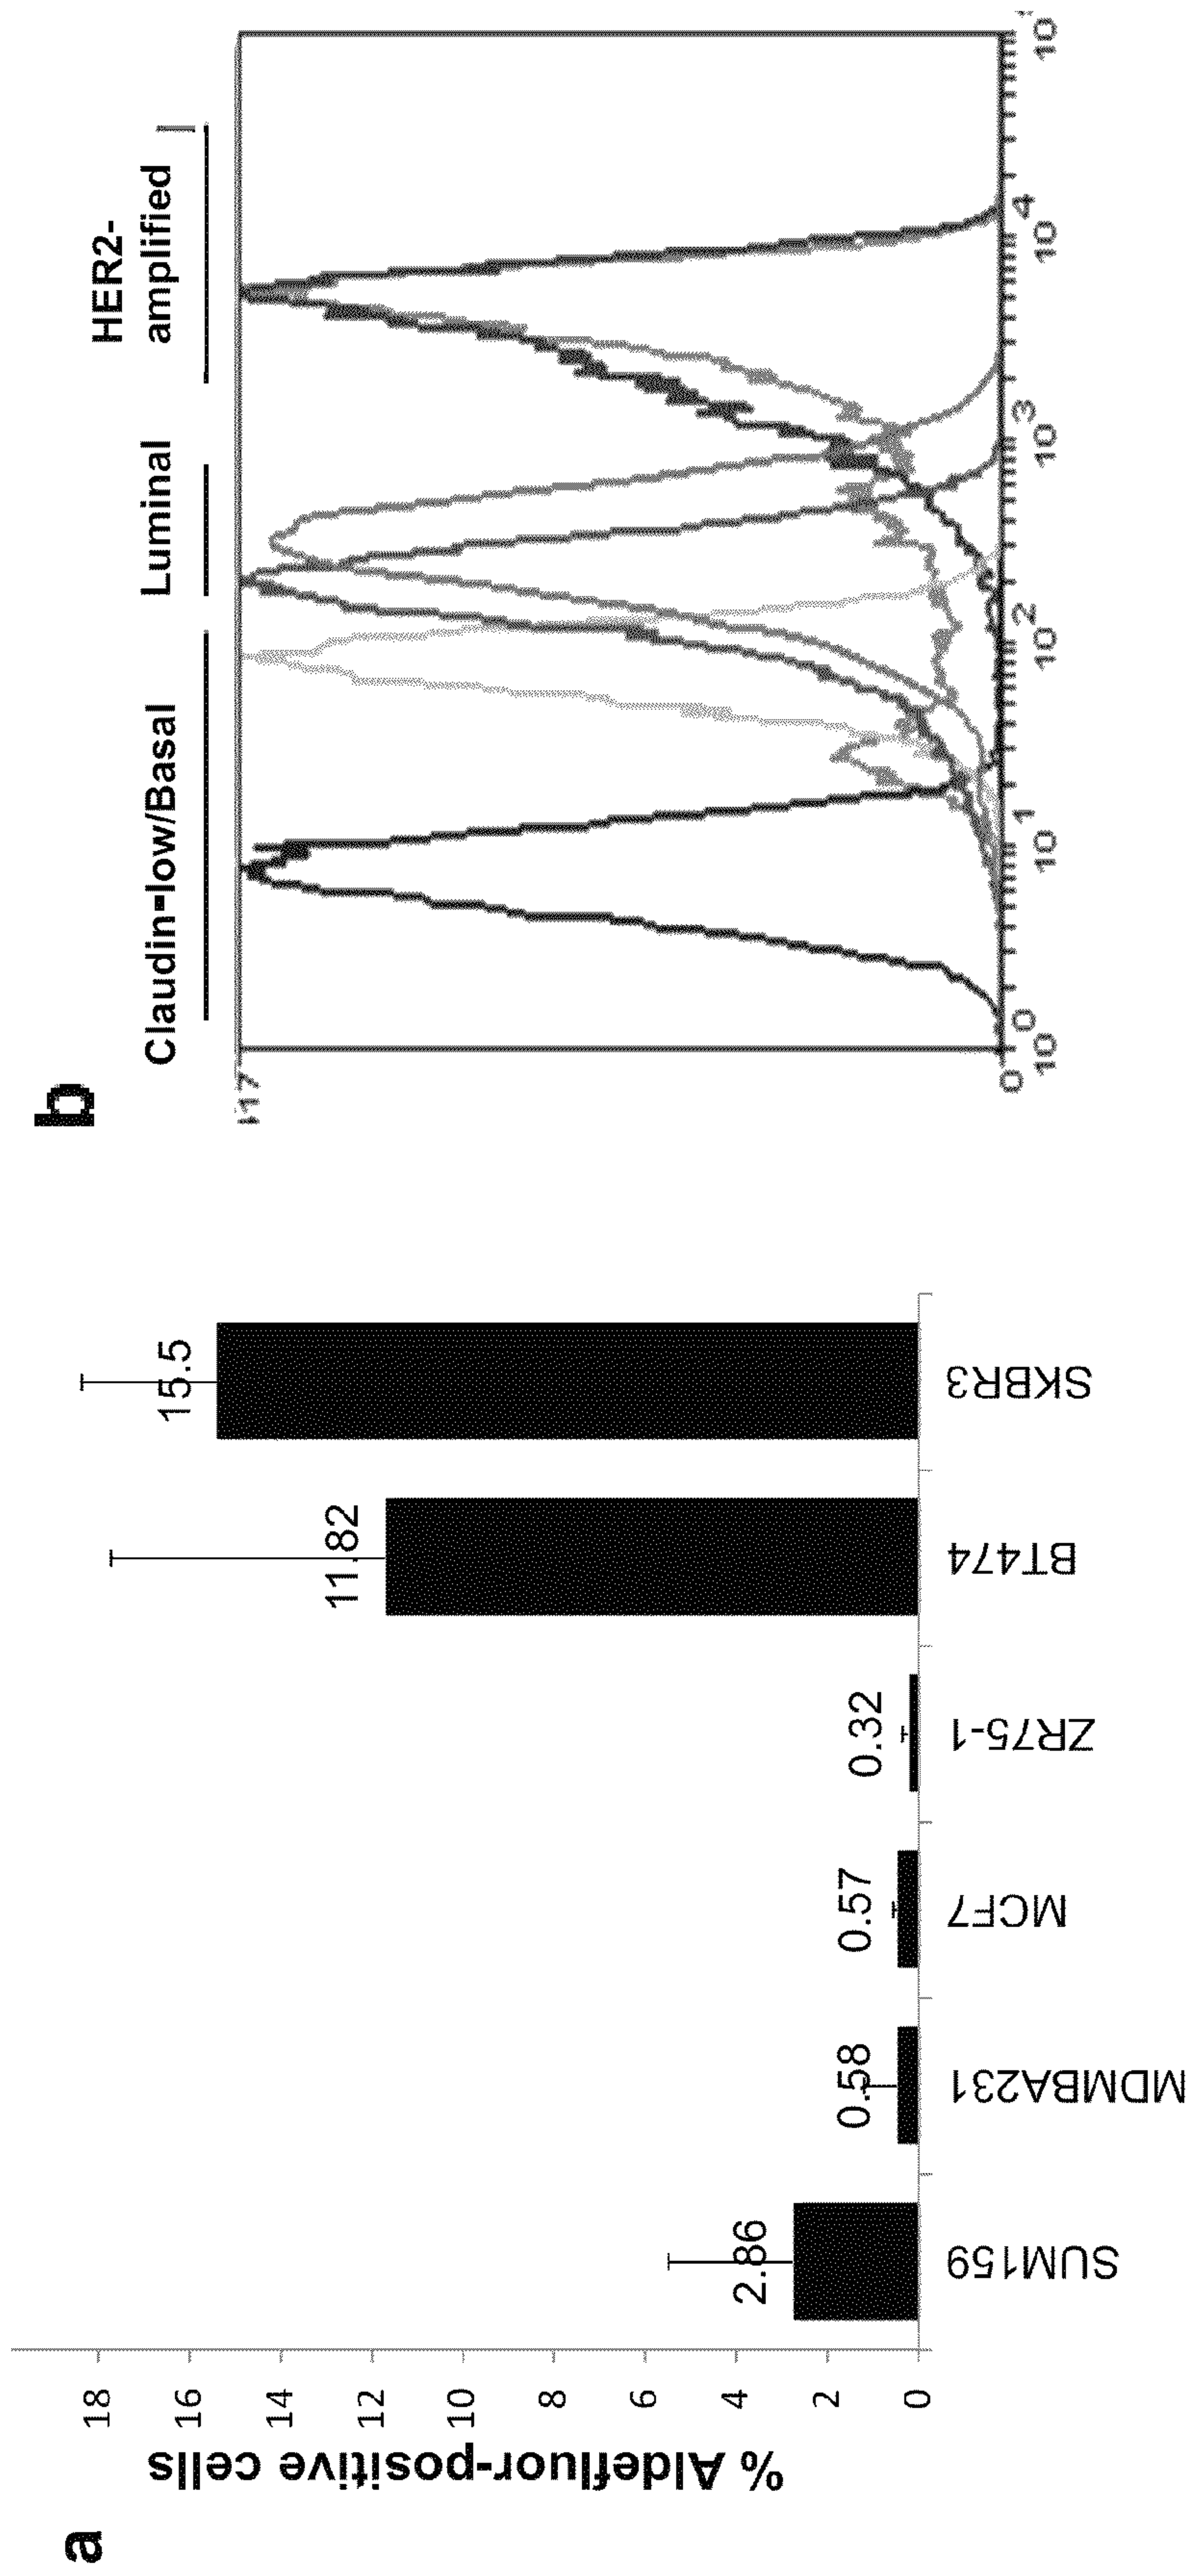 a
% Aldefluor-positive cells
18
16
14
12
10
8
6
4
2
0
2.86
0.58
0.57
0.32
11.82
15.5
SUM159
MDMBA231
MCF7
ZR75-1
BT474
SKBR3
b
Claudin-low/Basal
Luminal
HER2-
amplified
0
10 0
10 1
10 2
10 3
10 4
10